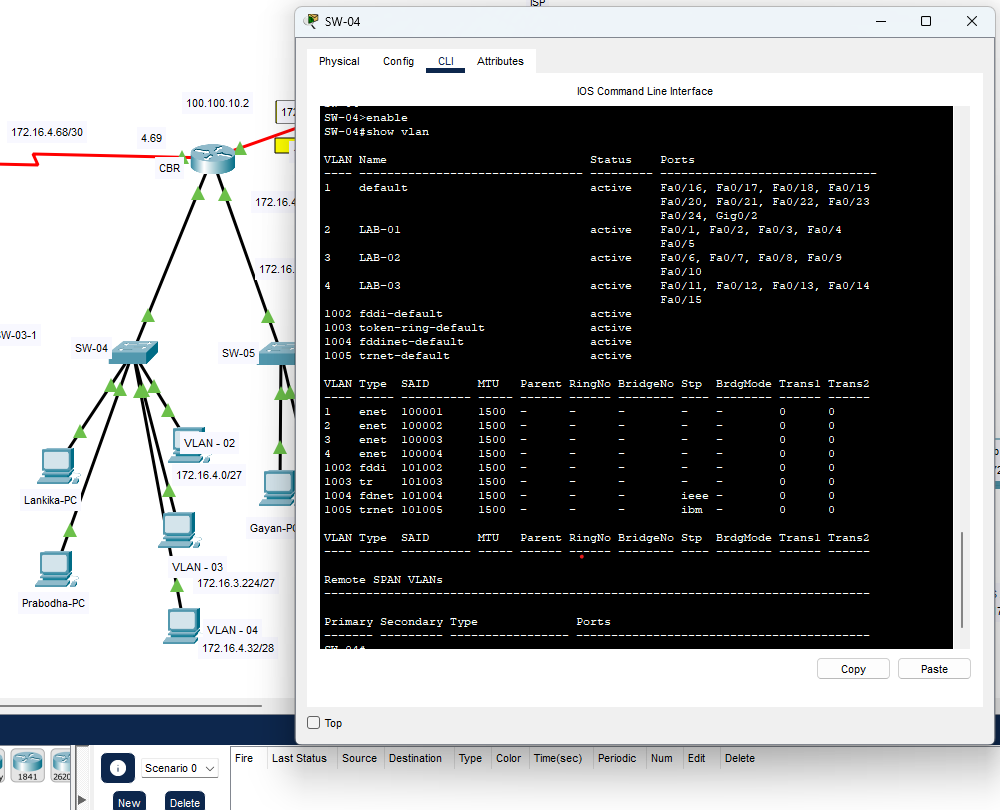 ISP
SW-04
Physical Config CLI Attributes
IOS Command Line Interface
SW-04>enable
SW-04#show vlan
VLAN Name Status Ports
---- -------------------------------- --------- -------------------------------
1 default active Fa0/16, Fa0/17, Fa0/18, Fa0/19
Fa0/20, Fa0/21, Fa0/22, Fa0/23
Fa0/24, Gig0/2
2 LAB-01 active Fa0/1, Fa0/2, Fa0/3, Fa0/4
Fa0/5
3 LAB-02 active Fa0/6, Fa0/7, Fa0/8, Fa0/9
Fa0/10
4 LAB-03 active Fa0/11, Fa0/12, Fa0/13, Fa0/14
Fa0/15
1002 fddi-default active
1003 token-ring-default active
1004 fddinet-default active
1005 trnet-default active
VLAN Type SAID MTU Parent RingNo BridgeNo Stp BrdgMode Trans1 Trans2
---- ----- ---------- ----- ------ ------ -------- ---- -------- ------ ------
1 enet 100001 1500 - - - - - 0 0
2 enet 100002 1500 - - - - - 0 0
3 enet 100003 1500 - - - - - 0 0
4 enet 100004 1500 - - - - - 0 0
1002 fddi 101002 1500 - - - - - 0 0
1003 tr 101003 1500 - - - - - 0 0
1004 fdnet 101004 1500 - - - ieee - 0 0
1005 trnet 101005 1500 - - - ibm - 0 0
VLAN Type SAID MTU Parent RingNo BridgeNo Stp BrdgMode Trans1 Trans2
---- ----- ---------- ----- ------ ------ -------- ---- -------- ------ ------
Remote SPAN VLANs
------------------------------------------------------------------------------
Primary Secondary Type Ports
------- --------- ----------------- ------------------------------------------
SW-04#
Copy Paste
Top
100.100.10.2
172.16.4.68/30
4.69
CBR
172.16.4
172.16.
W-03-1
SW-04
SW-05
VLAN - 02
172.16.4.0/27
Lankika-PC
Gayan-PC
VLAN - 03
172.16.3.224/27
Prabodha-PC
VLAN - 04
172.16.4.32/28
1841
2620
Scenario 0
New Delete
Fire Last Status Source Destination Type Color Time(sec) Periodic Num Edit Delete